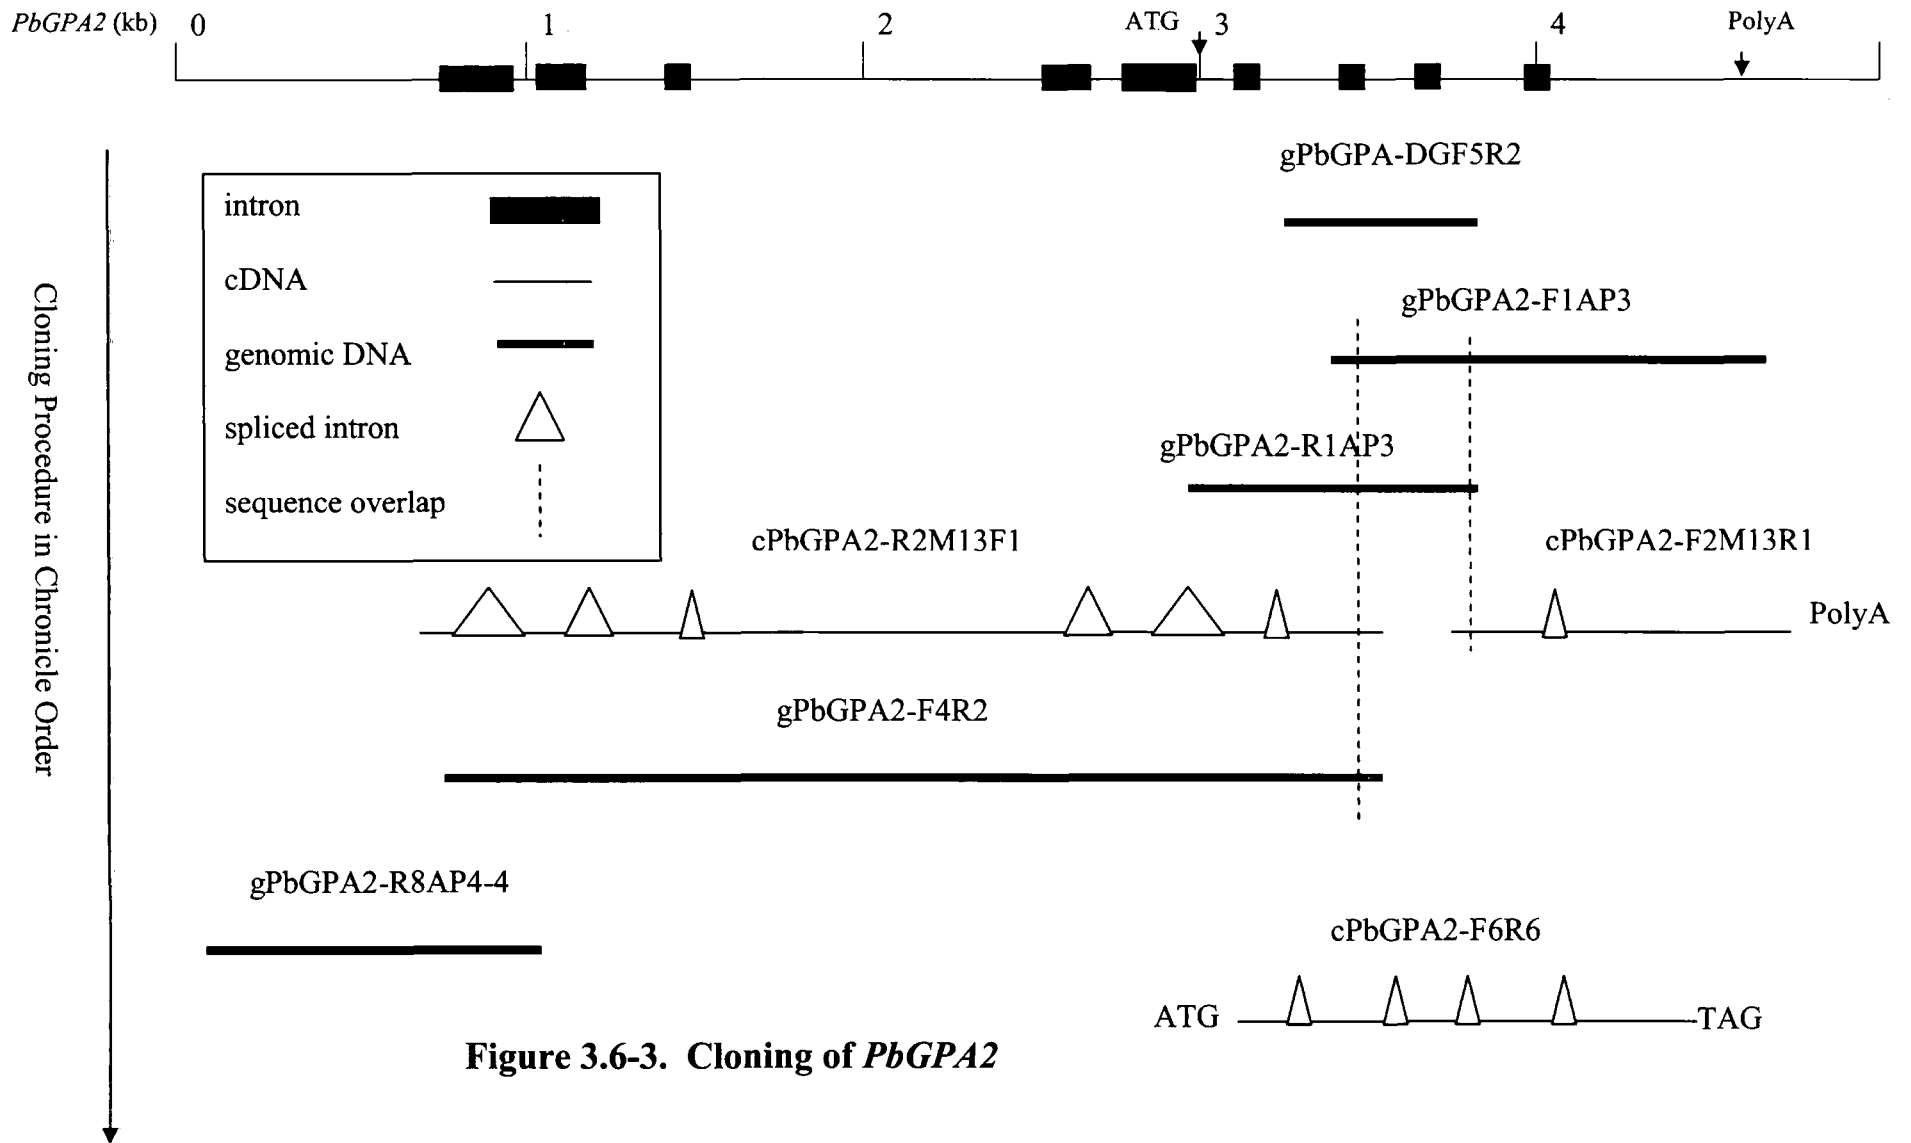 PbGPA2 (kb) 0 1 2 ATG 3 4 PolyA
gPbGPA-DGF5R2
intron
cDNA
genomic DNA
spliced intron
sequence overlap
gPbGPA2-F1AP3
gPbGPA2-R1AP3
cPbGPA2-R2M13F1
cPbGPA2-F2M13R1
PolyA
gPbGPA2-F4R2
gPbGPA2-R8AP4-4
cPbGPA2-F6R6
ATG
TAG
Cloning Procedure in Chronicle Order
Figure 3.6-3. Cloning of PbGPA2